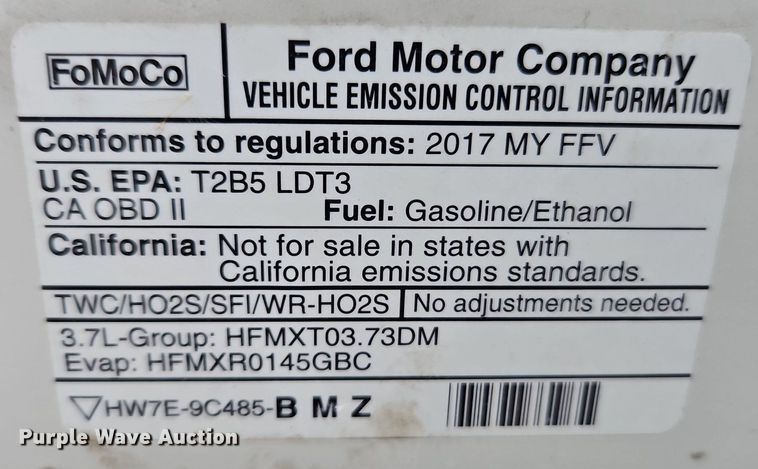 FoMoCo
Ford Motor Company
VEHICLE EMISSION CONTROL INFORMATION
Conforms to regulations: 2017 MY FFV
U.S. EPA: T2B5 LDT3
CA OBD II Fuel: Gasoline/Ethanol
California: Not for sale in states with
California emissions standards.
TWC/HO2S/SFI/WR-HO2S No adjustments needed.
3.7L-Group: HFMXT03.73DM
Evap: HFMXR0145GBC
HW7E-9C485-B M Z
Purple Wave Auction